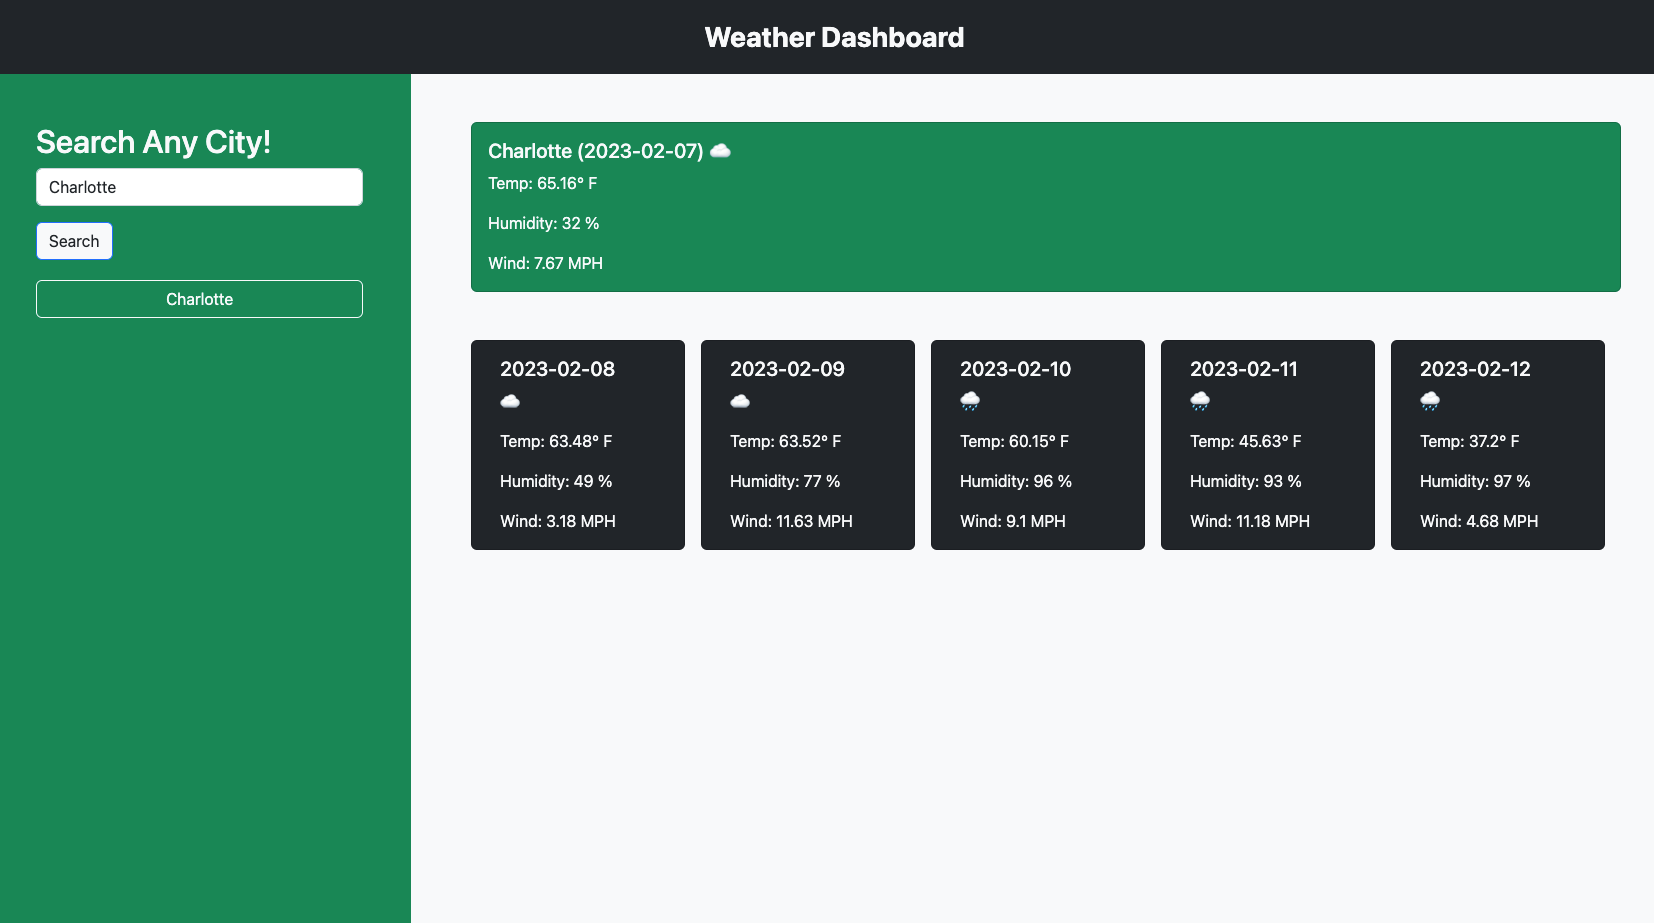 Weather Dashboard
Search Any City!
Charlotte
Search
Charlotte
Charlotte (2023-02-07) ☁️
Temp: 65.16° F
Humidity: 32 %
Wind: 7.67 MPH
2023-02-08
☁️
Temp: 63.48° F
Humidity: 49 %
Wind: 3.18 MPH
2023-02-09
☁️
Temp: 63.52° F
Humidity: 77 %
Wind: 11.63 MPH
2023-02-10
🌧️
Temp: 60.15° F
Humidity: 96 %
Wind: 9.1 MPH
2023-02-11
🌧️
Temp: 45.63° F
Humidity: 93 %
Wind: 11.18 MPH
2023-02-12
🌧️
Temp: 37.2° F
Humidity: 97 %
Wind: 4.68 MPH